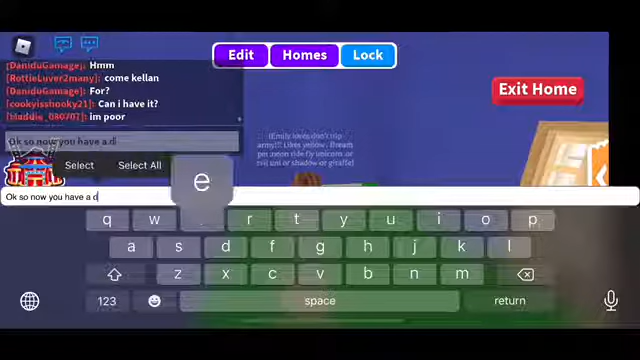 Edit Homes Lock
[DaniduGamage]: Hmm
[RottieLuver2many]: come kellan
[DaniduGamage]: For?
[cookyisshooky21]: Can i have it?
im poor
Exit Home
Ok so now you have a d
Select Select All
e
Ok so now you have a d
q w r t y u i o p
a s d f g h j k l
z x c v b n m
123 space return